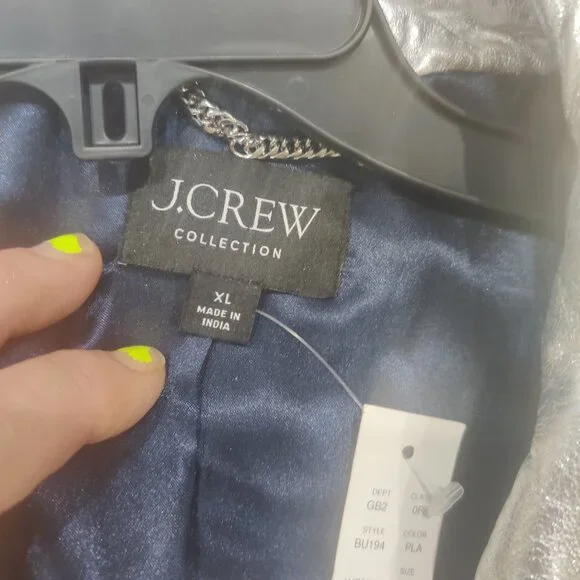 J.CREW
COLLECTION
XL
MADE IN
INDIA
DEPT
GB2
STYLE COLOR
BU194 PLA
SIZE